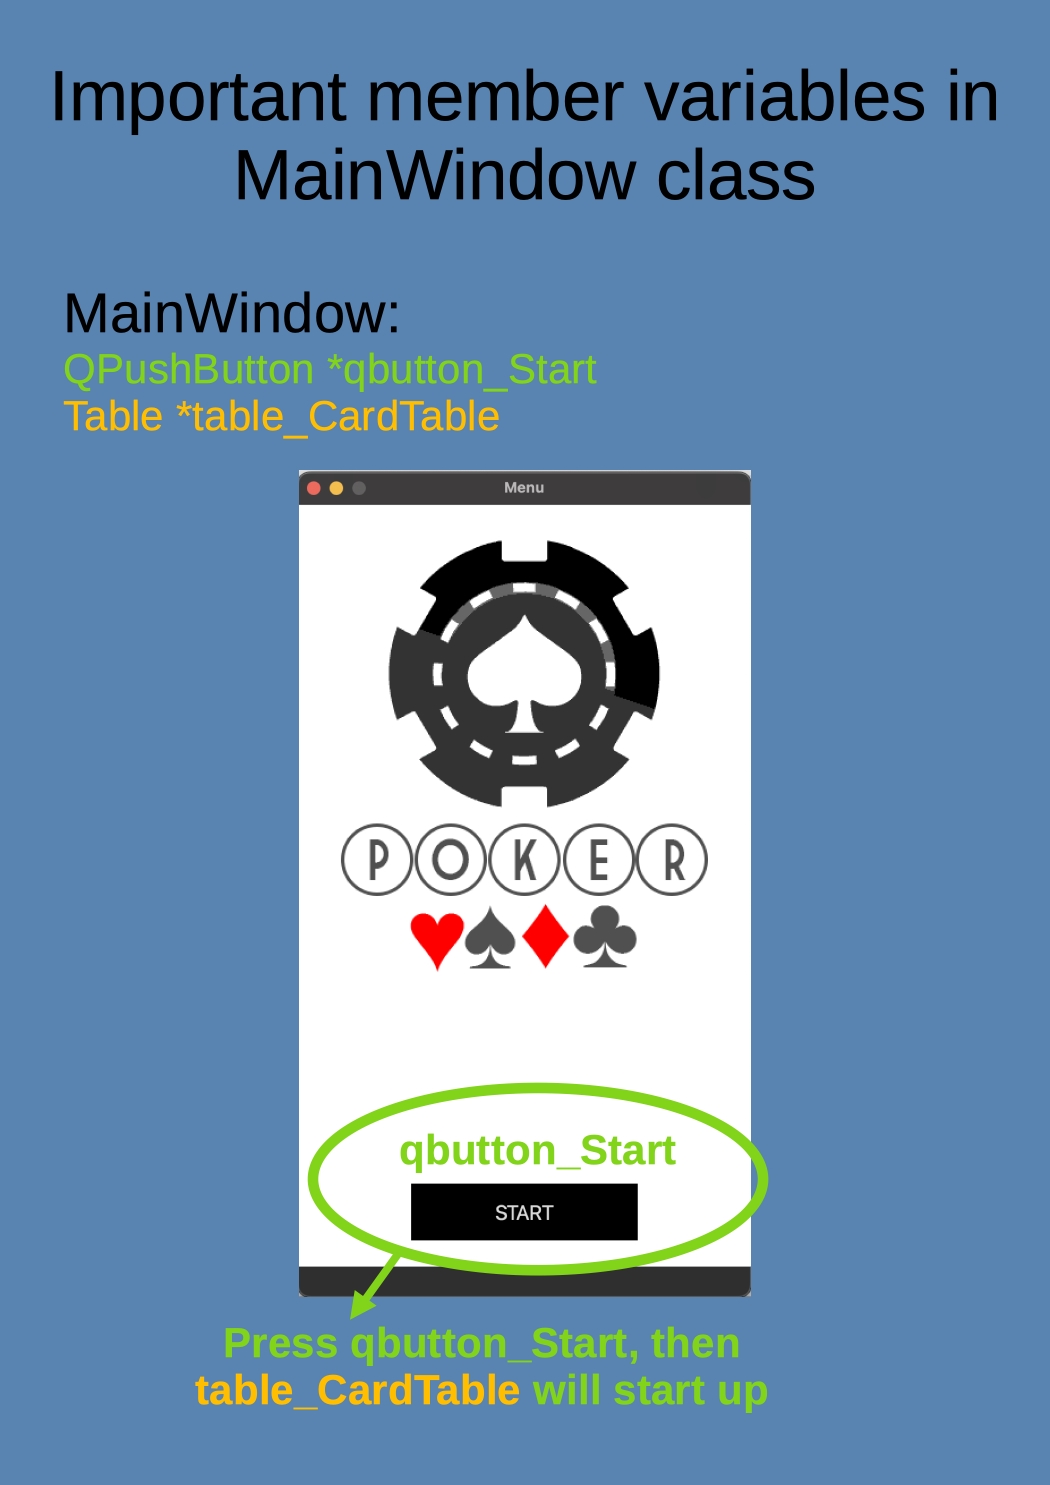 Important member variables in
MainWindow class
MainWindow:
QPushButton *qbutton_Start
Table *table_CardTable
Menu
POKER
qbutton_Start
START
Press qbutton_Start, then
table_CardTable will start up